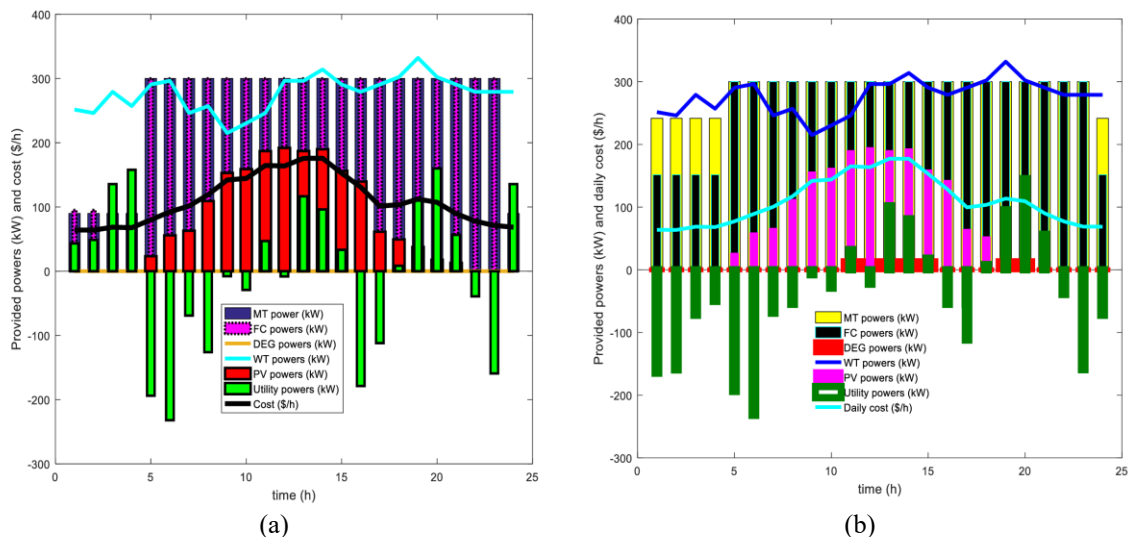 Provided powers (kW) and cost ($/h)
400
300
200
100
0
-100
-200
-300
0 5 10 15 20 25
time (h)
MT power (kW)
FC powers (kW)
DEG powers (kW)
WT powers (kW)
PV powers (kW)
Utility powers (kW)
Cost ($/h)
(a)
Provided powers (kW) and daily cost ($/h)
400
300
200
100
0
-100
-200
-300
0 5 10 15 20 25
time (h)
MT powers (kW)
FC powers (kW)
DEG powers (kW)
WT powers (kW)
PV powers (kW)
Utility powers (kW)
Daily cost ($/h)
(b)